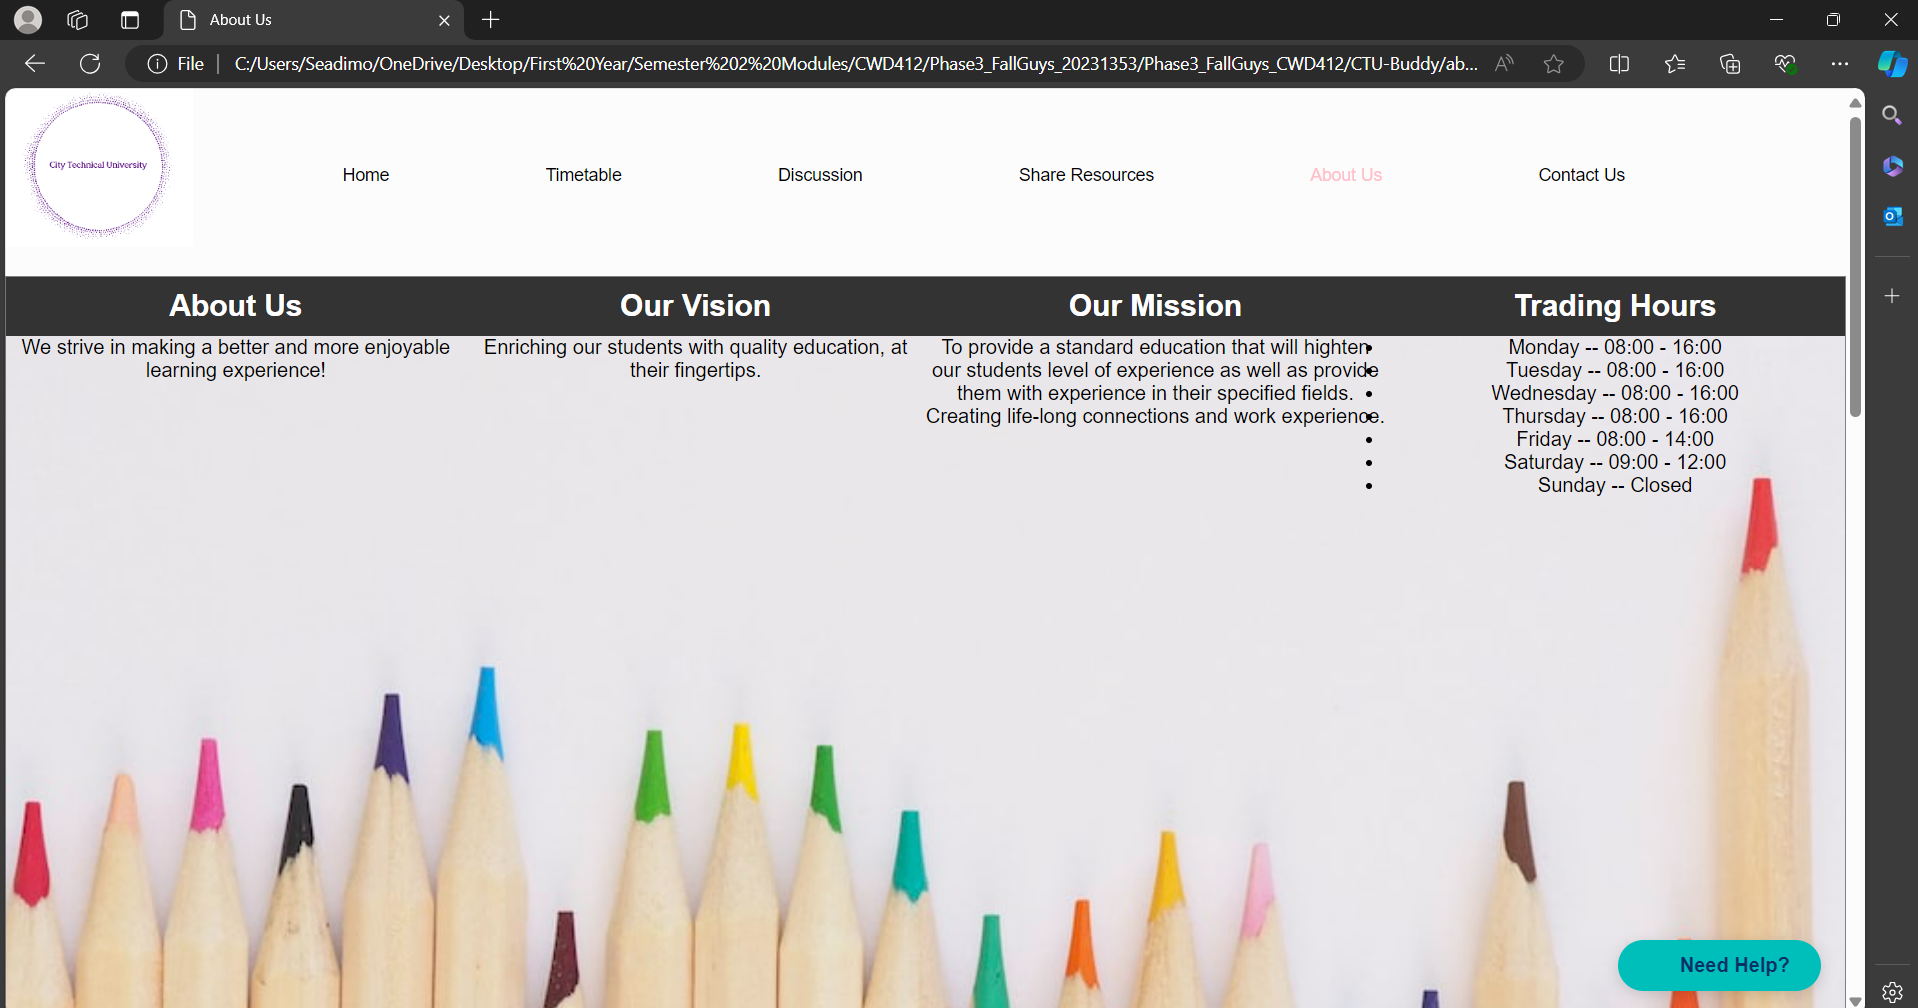 About Us
File
C:/Users/Seadimo/OneDrive/Desktop/First%20Year/Semester%202%20Modules/CWD412/Phase3_FallGuys_20231353/Phase3_FallGuys_CWD412/CTU-Buddy/ab...
City Technical University
Home
Timetable
Discussion
Share Resources
About Us
Contact Us
About Us
We strive in making a better and more enjoyable
learning experience!
Our Vision
Enriching our students with quality education, at
their fingertips.
Our Mission
To provide a standard education that will highten
our students level of experience as well as provide
them with experience in their specified fields.
Creating life-long connections and work experience.
Trading Hours
Monday -- 08:00 - 16:00
Tuesday -- 08:00 - 16:00
Wednesday -- 08:00 - 16:00
Thursday -- 08:00 - 16:00
Friday -- 08:00 - 14:00
Saturday -- 09:00 - 12:00
Sunday -- Closed
Need Help?